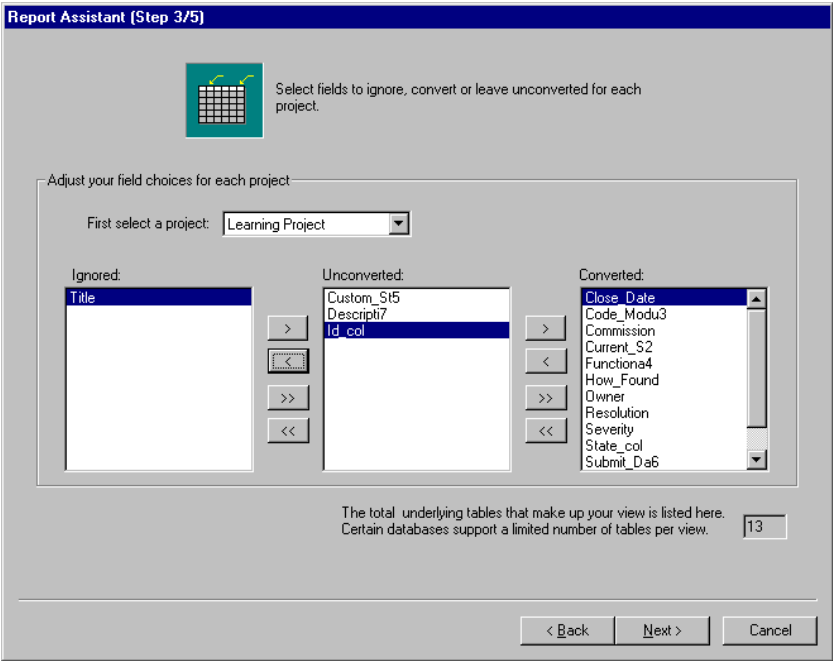 Report Assistant (Step 3/5)
Select fields to ignore, convert or leave unconverted for each
project.
Adjust your field choices for each project
First select a project: Learning Project
Ignored: Unconverted: Converted:
Title
Custom_St5
Descripti7
Id_col
Close_Date
Code_Modu3
Commission
Current_S2
Functiona4
How_Found
Owner
Resolution
Severity
State_col
Submit_Da6
> >
< <
>> >>
<< <<
The total underlying tables that make up your view is listed here.
Certain databases support a limited number of tables per view.
13
< Back Next > Cancel